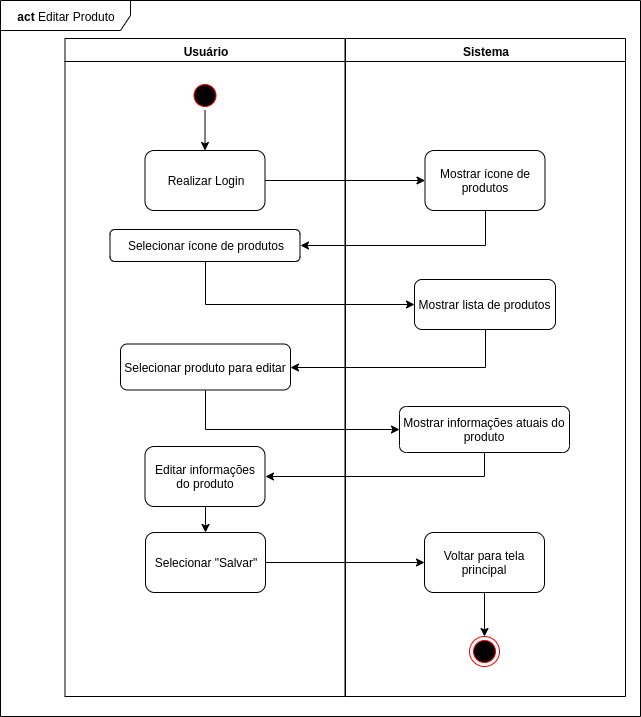 act Editar Produto
Usuário
Sistema
Realizar Login
Mostrar ícone de
produtos
Selecionar ícone de produtos
Mostrar lista de produtos
Selecionar produto para editar
Mostrar informações atuais do
produto
Editar informações
do produto
Selecionar "Salvar"
Voltar para tela
principal